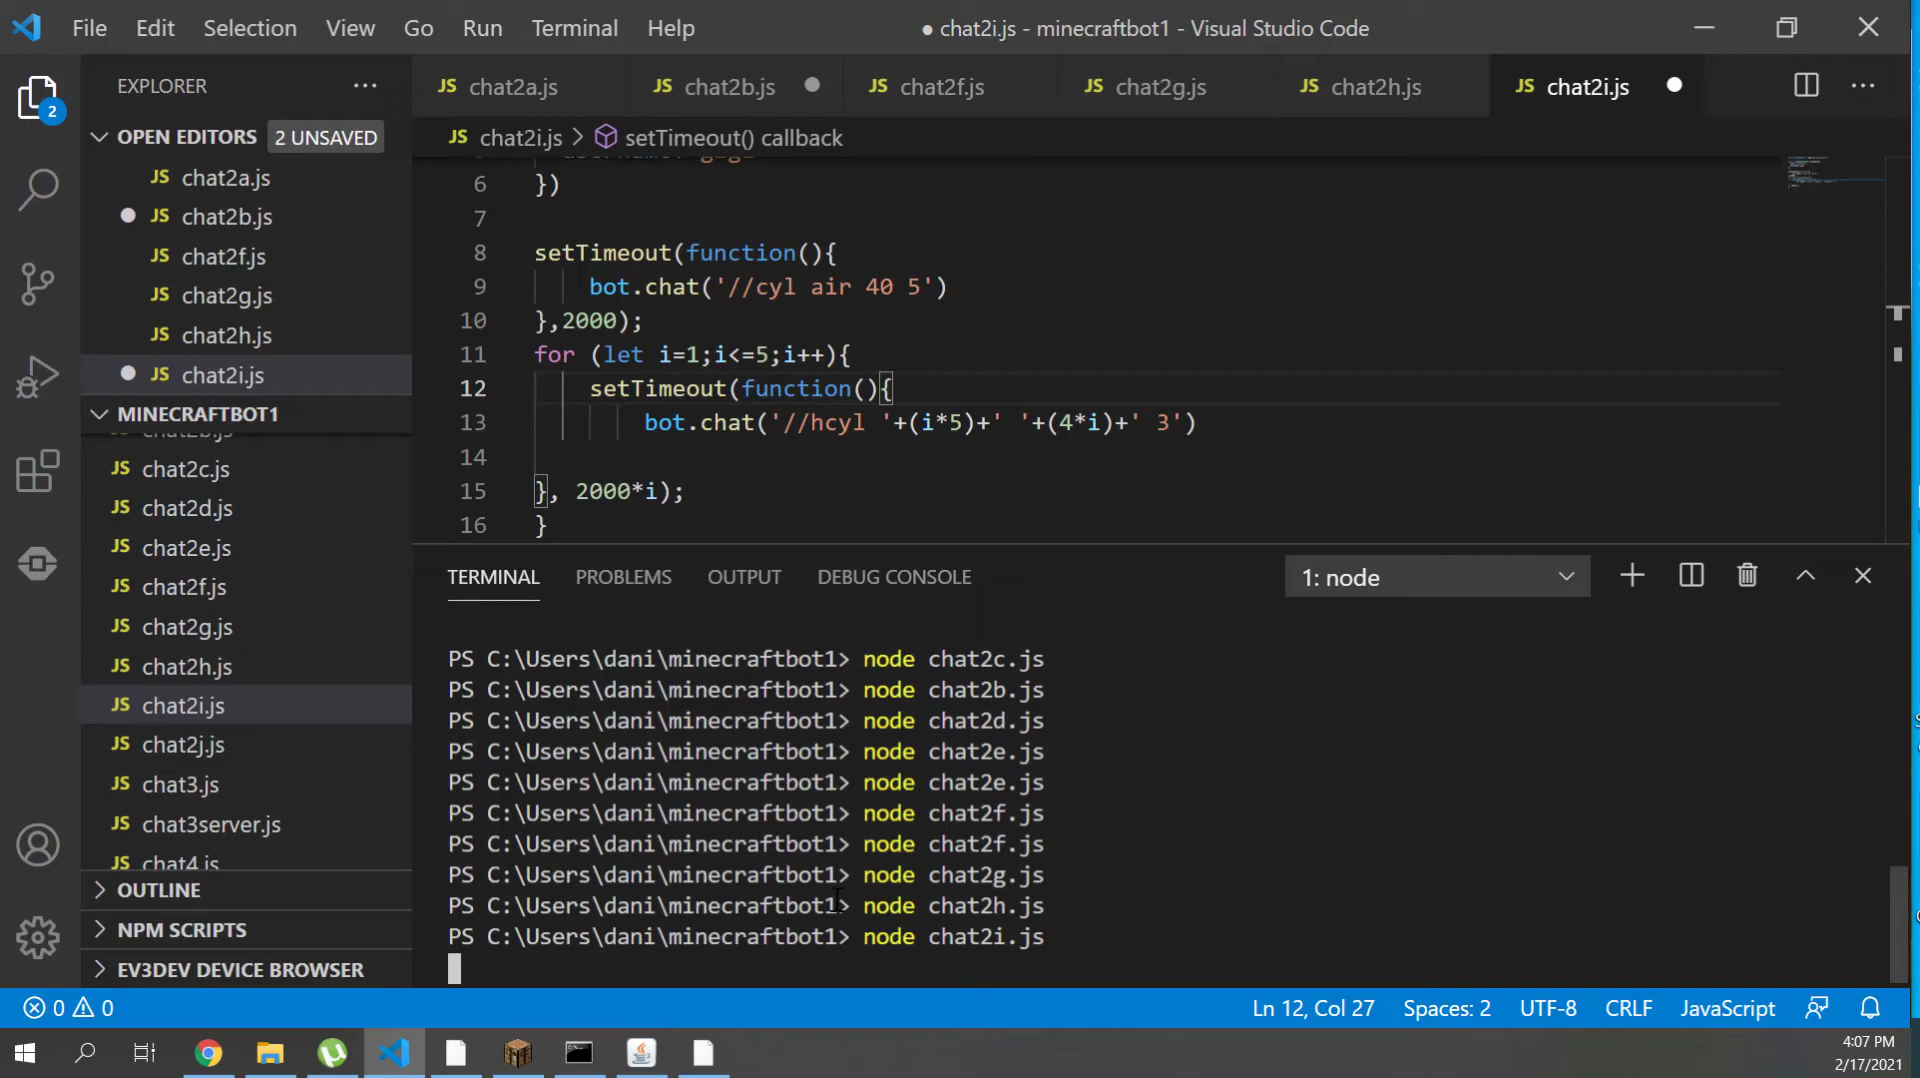 File Edit Selection View Go Run Terminal Help
● chat2i.js - minecraftbot1 - Visual Studio Code
2
EXPLORER
OPEN EDITORS 2 UNSAVED
JS chat2a.js
JS chat2b.js
JS chat2f.js
JS chat2g.js
JS chat2h.js
JS chat2i.js
MINECRAFTBOT1
chat2b.js
JS chat2c.js
JS chat2d.js
JS chat2e.js
JS chat2f.js
JS chat2g.js
JS chat2h.js
JS chat2i.js
JS chat2j.js
JS chat3.js
JS chat3server.js
JS chat4.js
OUTLINE
NPM SCRIPTS
EV3DEV DEVICE BROWSER
JS chat2a.js JS chat2b.js JS chat2f.js JS chat2g.js JS chat2h.js JS chat2i.js
JS chat2i.js > setTimeout() callback
6 })
7
8 setTimeout(function(){
9 bot.chat('//cyl air 40 5')
10 },2000);
11 for (let i=1;i<=5;i++){
12 setTimeout(function(){
13 bot.chat('//hcyl '+(i*5)+' '+(4*i)+' 3')
14
15 }, 2000*i);
16 }
TERMINAL PROBLEMS OUTPUT DEBUG CONSOLE 1: node
PS C:\Users\dani\minecraftbot1> node chat2c.js
PS C:\Users\dani\minecraftbot1> node chat2b.js
PS C:\Users\dani\minecraftbot1> node chat2d.js
PS C:\Users\dani\minecraftbot1> node chat2e.js
PS C:\Users\dani\minecraftbot1> node chat2e.js
PS C:\Users\dani\minecraftbot1> node chat2f.js
PS C:\Users\dani\minecraftbot1> node chat2f.js
PS C:\Users\dani\minecraftbot1> node chat2g.js
PS C:\Users\dani\minecraftbot1> node chat2h.js
PS C:\Users\dani\minecraftbot1> node chat2i.js
0 0 Ln 12, Col 27 Spaces: 2 UTF-8 CRLF JavaScript
4:07 PM
2/17/2021